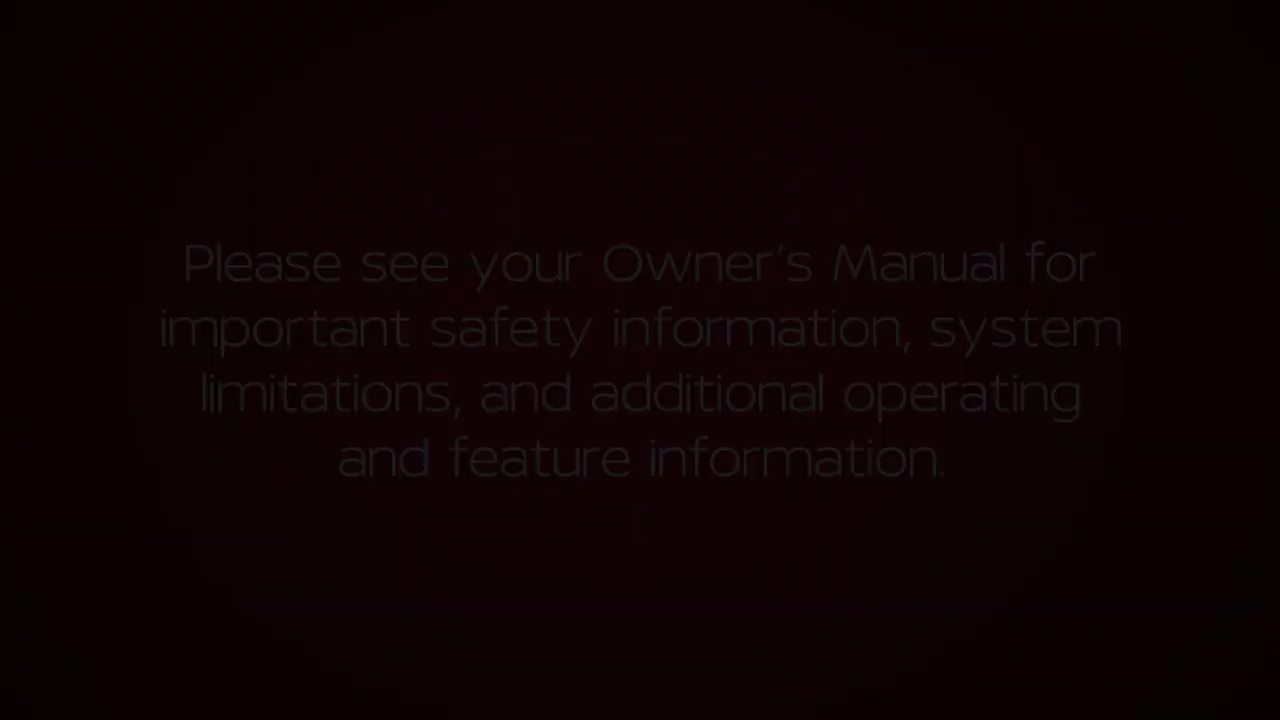 Please see your Owner's Manual for
important safety information, system
limitations, and additional operating
and feature information.